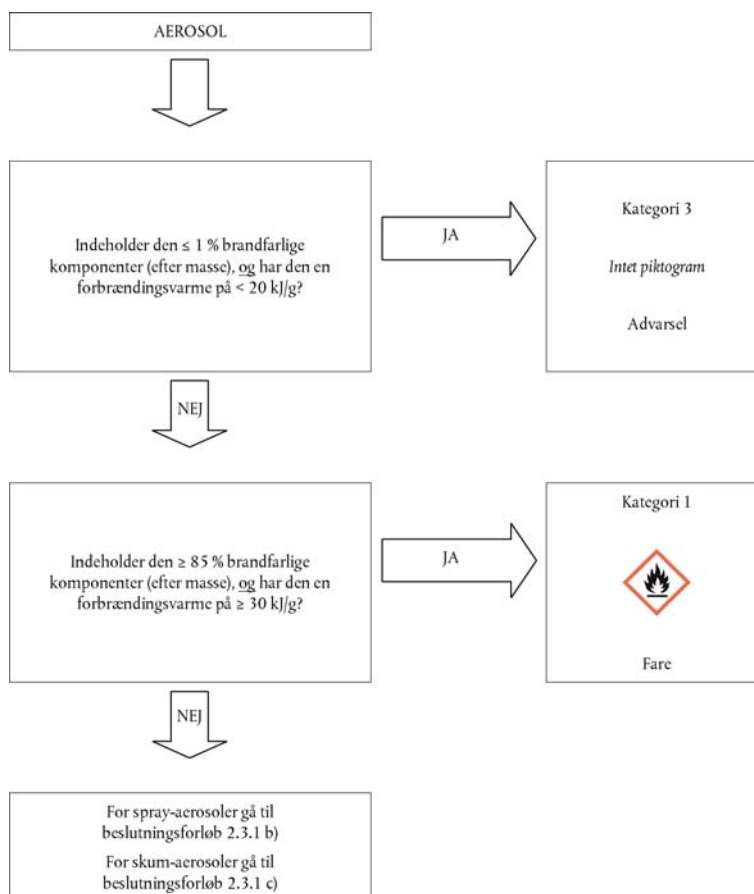 AEROSOL
Indeholder den ≤ 1 % brandfarlige
komponenter (efter masse), og har den en
forbrændingsvarme på < 20 kJ/g?
JA
Kategori 3
Intet piktogram
Advarsel
NEJ
Indeholder den ≥ 85 % brandfarlige
komponenter (efter masse), og har den en
forbrændingsvarme på ≥ 30 kJ/g?
JA
Kategori 1
Fare
NEJ
For spray-aerosoler gå til
beslutningsforløb 2.3.1 b)
For skum-aerosoler gå til
beslutningsforløb 2.3.1 c)